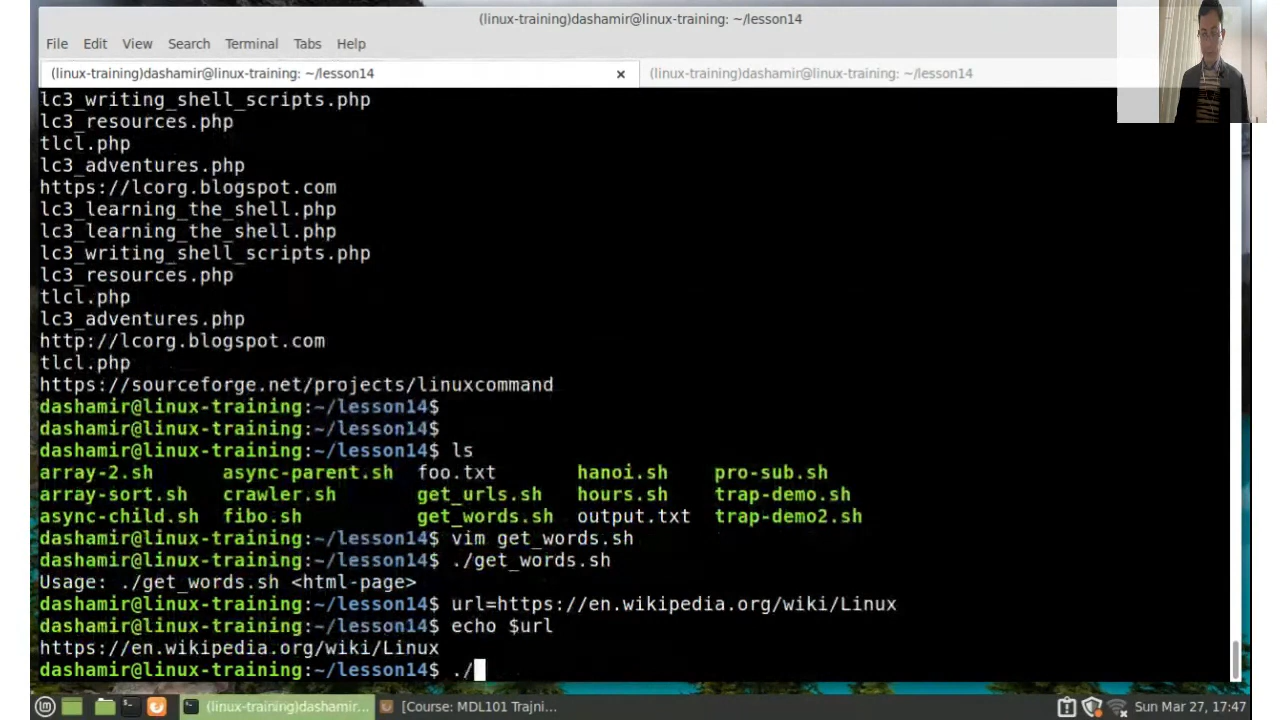 (linux-training)dashamir@linux-training: ~/lesson14
File Edit View Search Terminal Tabs Help
(linux-training)dashamir@linux-training: ~/lesson14 × (linux-training)dashamir@linux-training: ~/lesson14
lc3_writing_shell_scripts.php
lc3_resources.php
tlcl.php
lc3_adventures.php
https://lcorg.blogspot.com
lc3_learning_the_shell.php
lc3_learning_the_shell.php
lc3_writing_shell_scripts.php
lc3_resources.php
tlcl.php
lc3_adventures.php
http://lcorg.blogspot.com
tlcl.php
https://sourceforge.net/projects/linuxcommand
dashamir@linux-training:~/lesson14$
dashamir@linux-training:~/lesson14$
dashamir@linux-training:~/lesson14$ ls
array-2.sh async-parent.sh foo.txt hanoi.sh pro-sub.sh
array-sort.sh crawler.sh get_urls.sh hours.sh trap-demo.sh
async-child.sh fibo.sh get_words.sh output.txt trap-demo2.sh
dashamir@linux-training:~/lesson14$ vim get_words.sh
dashamir@linux-training:~/lesson14$ ./get_words.sh
Usage: ./get_words.sh <html-page>
dashamir@linux-training:~/lesson14$ url=https://en.wikipedia.org/wiki/Linux
dashamir@linux-training:~/lesson14$ echo $url
https://en.wikipedia.org/wiki/Linux
dashamir@linux-training:~/lesson14$ ./
(linux-training)dashamir... [Course: MDL101 Trajni... Sun Mar 27, 17:47